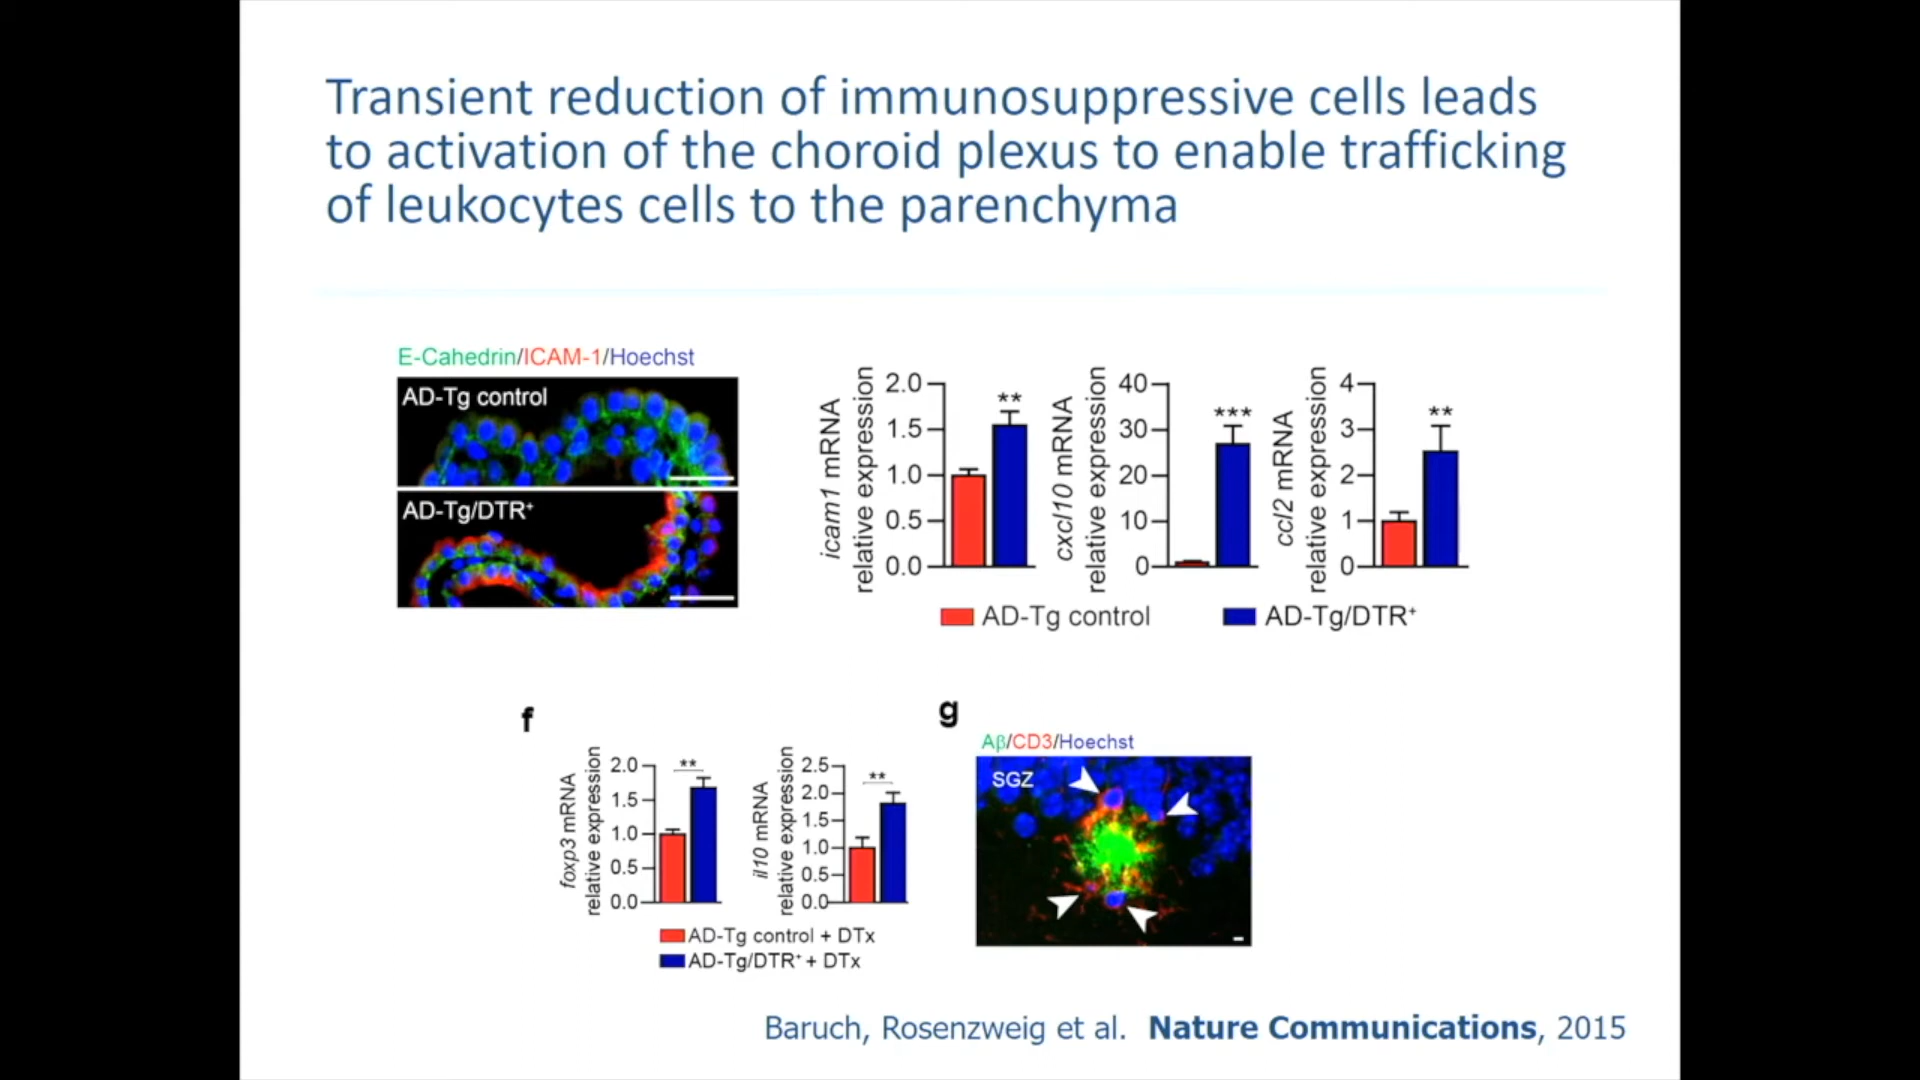 Transient reduction of immunosuppressive cells leads
to activation of the choroid plexus to enable trafficking
of leukocytes cells to the parenchyma
E-Cahedrin/ICAM-1/Hoechst
AD-Tg control
AD-Tg/DTR⁺
icam1 mRNA
relative expression
2.0
1.5
1.0
0.5
0.0
**
cxcl10 mRNA
relative expression
40
30
20
10
0
***
ccl2 mRNA
relative expression
4
3
2
1
0
**
AD-Tg control
AD-Tg/DTR⁺
f
foxp3 mRNA
relative expression
2.0
1.5
1.0
0.5
0.0
**
il10 mRNA
relative expression
2.5
2.0
1.5
1.0
0.5
0.0
**
AD-Tg control + DTx
AD-Tg/DTR⁺ + DTx
g
Aβ/CD3/Hoechst
SGZ
Baruch, Rosenzweig et al. Nature Communications, 2015